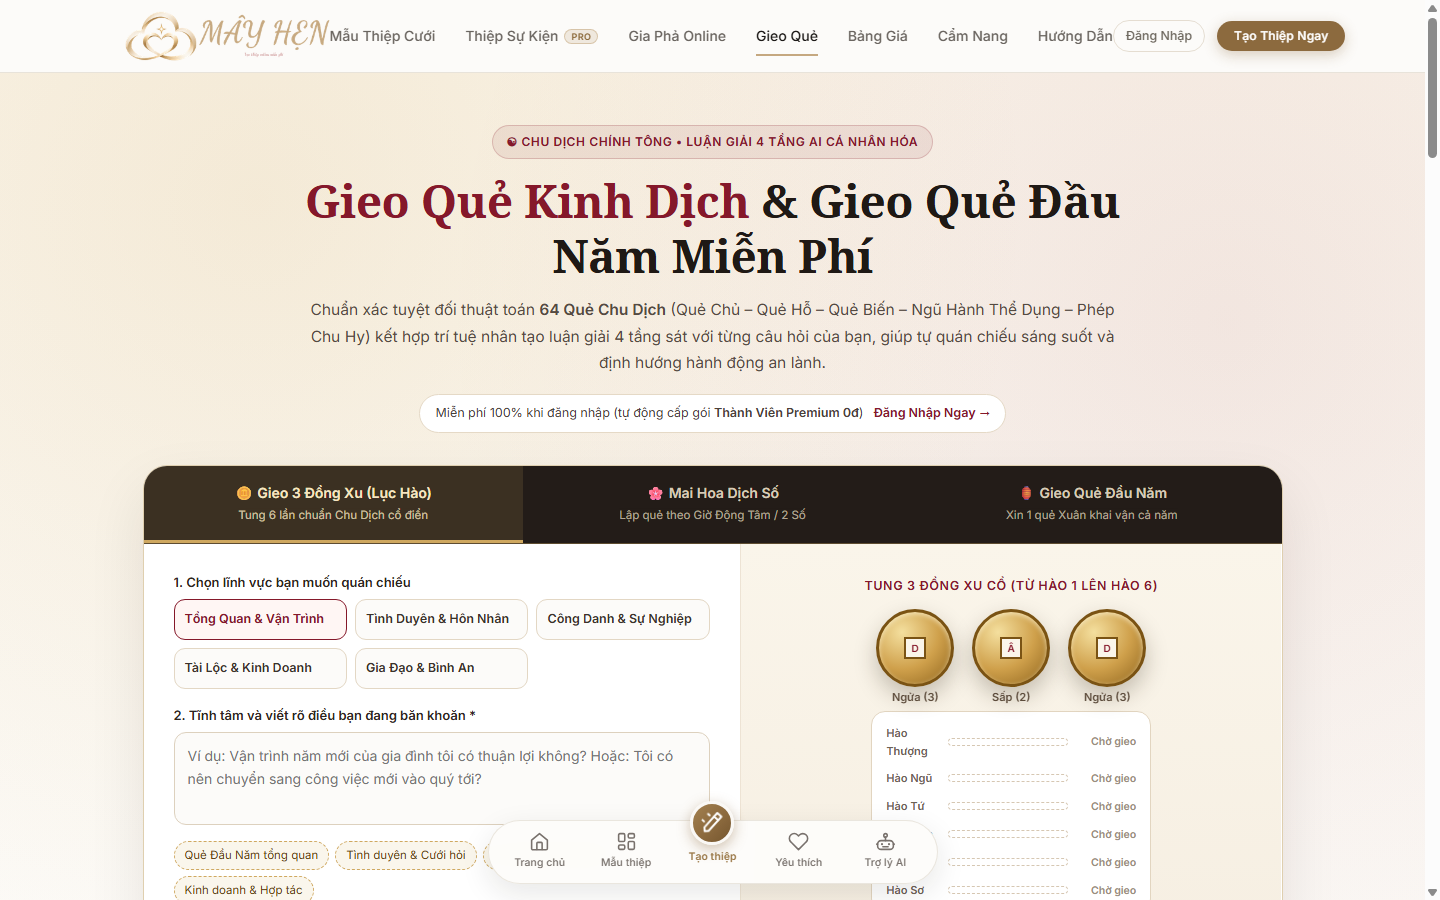 MÂY HẸN
Mẫu Thiệp Cưới
Thiệp Sự Kiện PRO
Gia Phả Online
Gieo Quẻ
Bảng Giá
Cẩm Nang
Hướng Dẫn
Đăng Nhập
Tạo Thiệp Ngay
☯ CHU DỊCH CHÍNH TÔNG • LUẬN GIẢI 4 TẦNG AI CÁ NHÂN HÓA
Gieo Quẻ Kinh Dịch & Gieo Quẻ Đầu
Năm Miễn Phí
Chuẩn xác tuyệt đối thuật toán 64 Quẻ Chu Dịch (Quẻ Chủ – Quẻ Hỗ – Quẻ Biến – Ngũ Hành Thể Dụng – Phép
Chu Hy) kết hợp trí tuệ nhân tạo luận giải 4 tầng sát với từng câu hỏi của bạn, giúp tự quán chiếu sáng suốt và
định hướng hành động an lành.
Miễn phí 100% khi đăng nhập (tự động cấp gói Thành Viên Premium 0đ) Đăng Nhập Ngay →
Gieo 3 Đồng Xu (Lục Hào)
Tung 6 lần chuẩn Chu Dịch cổ điển
Mai Hoa Dịch Số
Lập quẻ theo Giờ Động Tâm / 2 Số
Gieo Quẻ Đầu Năm
Xin 1 quẻ Xuân khai vận cả năm
1. Chọn lĩnh vực bạn muốn quán chiếu
Tổng Quan & Vận Trình
Tình Duyên & Hôn Nhân
Công Danh & Sự Nghiệp
Tài Lộc & Kinh Doanh
Gia Đạo & Bình An
2. Tĩnh tâm và viết rõ điều bạn đang băn khoăn *
Ví dụ: Vận trình năm mới của gia đình tôi có thuận lợi không? Hoặc: Tôi có
nên chuyển sang công việc mới vào quý tới?
Quẻ Đầu Năm tổng quan
Tình duyên & Cưới hỏi
Kinh doanh & Hợp tác
TUNG 3 ĐỒNG XU CỔ (TỪ HÀO 1 LÊN HÀO 6)
D
Â
D
Ngửa (3)
Sấp (2)
Ngửa (3)
Hào
Thượng
Chờ gieo
Hào Ngũ
Chờ gieo
Hào Tứ
Chờ gieo
Chờ gieo
Chờ gieo
Hào Sơ
Chờ gieo
Trang chủ
Mẫu thiệp
Tạo thiệp
Yêu thích
Trợ lý AI